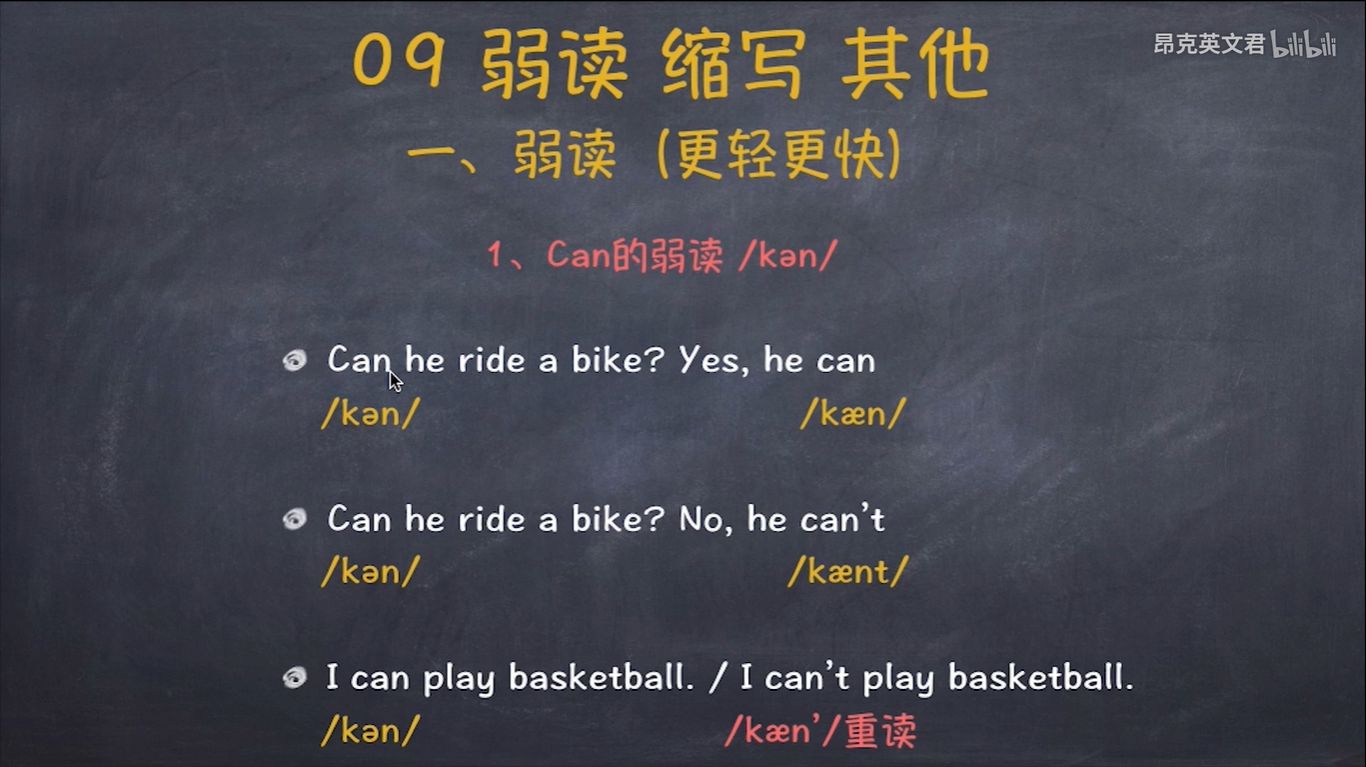 昂克英文君 bilibili
09 弱读 缩写 其他
一、弱读（更轻更快）
1、Can的弱读 /kən/
Can he ride a bike? Yes, he can
/kən/ /kæn/
Can he ride a bike? No, he can’t
/kən/ /kænt/
I can play basketball. / I can’t play basketball.
/kən/ /kæn’/重读